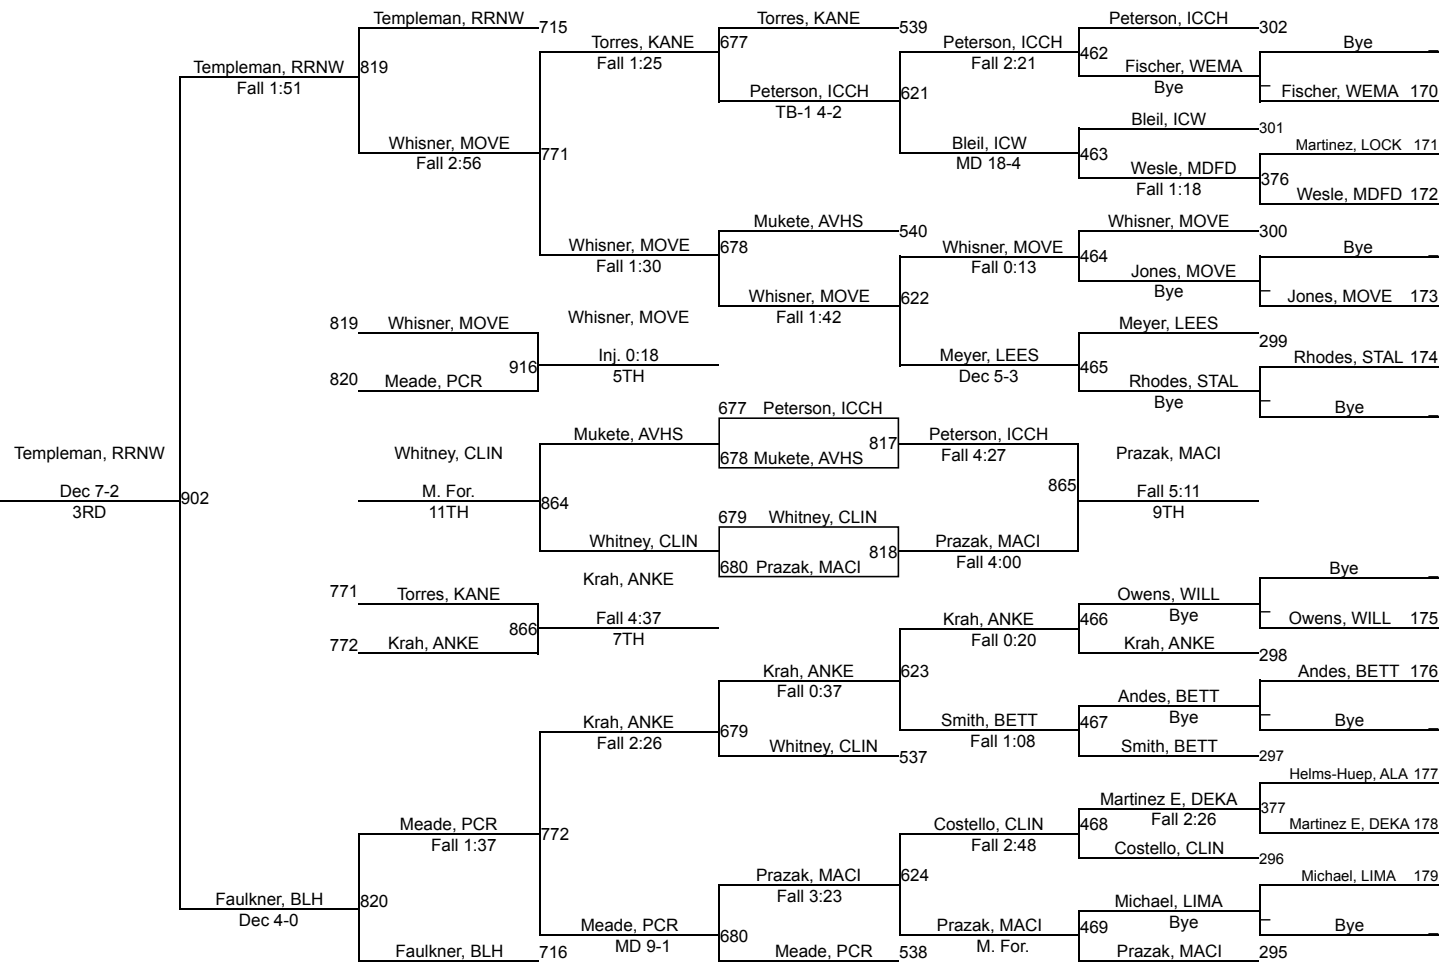 Templeman, RRNW
715
Torres, KANE
539
Peterson, ICCH
302
Torres, KANE
677
Peterson, ICCH
Bye
Templeman, RRNW
819
Fall 1:25
Fall 2:21
462
Fischer, WEMA
Fall 1:51
Peterson, ICCH
621
Bye
Fischer, WEMA 170
TB-1 4-2
Bleil, ICW
301
Whisner, MOVE
771
Bleil, ICW
463
Martinez, LOCK 171
Fall 2:56
MD 18-4
Wesle, MDFD
376
Fall 1:18
Wesle, MDFD 172
Mukete, AVHS
540
Whisner, MOVE
300
Whisner, MOVE
678
Whisner, MOVE
464
Bye
Fall 1:30
Fall 0:13
Jones, MOVE
Whisner, MOVE
622
Bye
Jones, MOVE 173
Fall 1:42
819 Whisner, MOVE
Whisner, MOVE
Meyer, LEES
299
916
Inj. 0:18
Meyer, LEES
465
Rhodes, STAL 174
820 Meade, PCR
5TH
Dec 5-3
Rhodes, STAL
Bye
Bye
677 Peterson, ICCH
Mukete, AVHS
817
Peterson, ICCH
Templeman, RRNW
Whitney, CLIN
678 Mukete, AVHS
Fall 4:27
Prazak, MACI
Dec 7-2
902
M. For.
864
865
Fall 5:11
3RD
11TH
9TH
679 Whitney, CLIN
Whitney, CLIN
818
Prazak, MACI
680 Prazak, MACI
Fall 4:00
Bye
771 Torres, KANE
Krah, ANKE
Owens, WILL
866
Fall 4:37
Krah, ANKE
466
Bye
Owens, WILL 175
772 Krah, ANKE
7TH
Fall 0:20
Krah, ANKE
298
Krah, ANKE
623
Andes, BETT 176
Fall 0:37
Andes, BETT
Krah, ANKE
679
Smith, BETT
467
Bye
Bye
Fall 2:26
Whitney, CLIN
537
Fall 1:08
Smith, BETT
297
Helms-Huep, ALA 177
Martinez E, DEKA
377
Meade, PCR
772
Costello, CLIN
468
Fall 2:26
Martinez E, DEKA 178
Fall 1:37
Fall 2:48
Costello, CLIN
296
Prazak, MACI
624
Michael, LIMA 179
Faulkner, BLH
820
Fall 3:23
Michael, LIMA
Dec 4-0
Meade, PCR
680
Prazak, MACI
469
Bye
Bye
Faulkner, BLH
716
MD 9-1
Meade, PCR
538
M. For.
Prazak, MACI
295